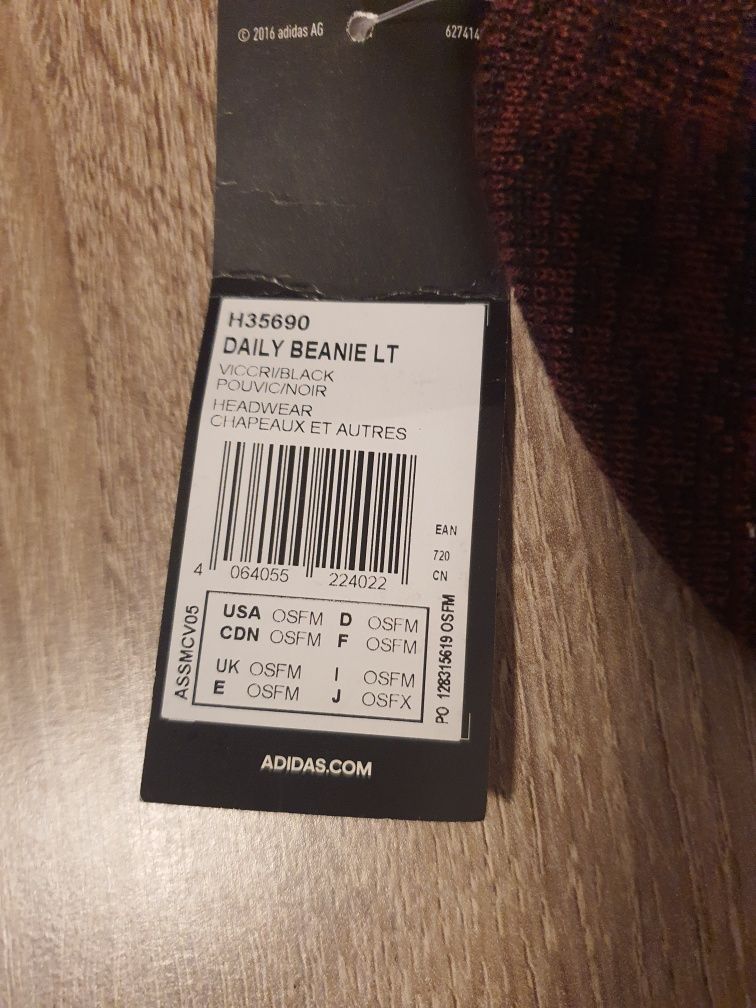 © 2016 adidas AG
627414
H35690
DAILY BEANIE LT
VICCRI/BLACK
POUVIC/NOIR
HEADWEAR
CHAPEAUX ET AUTRES
EAN
720
CN
4 064055 224022
ASSMCV05
USA OSFM D OSFM
CDN OSFM F OSFM
UK OSFM I OSFM
E OSFM J OSFX
PO 128315619 OSFM
ADIDAS.COM